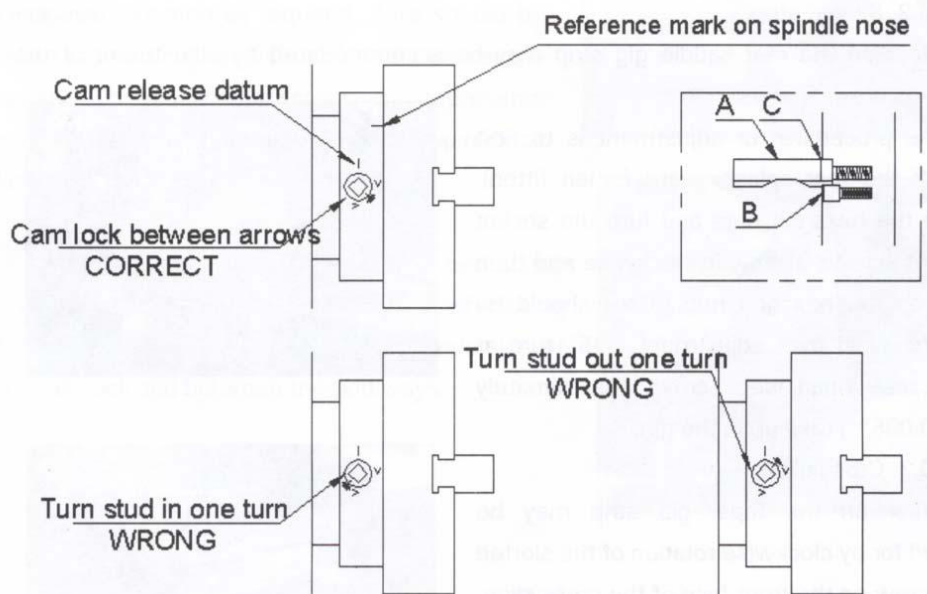 Reference mark on spindle nose
Cam release datum
A C
B
Cam lock between arrows
CORRECT
Turn stud out one turn
WRONG
Turn stud in one turn
WRONG